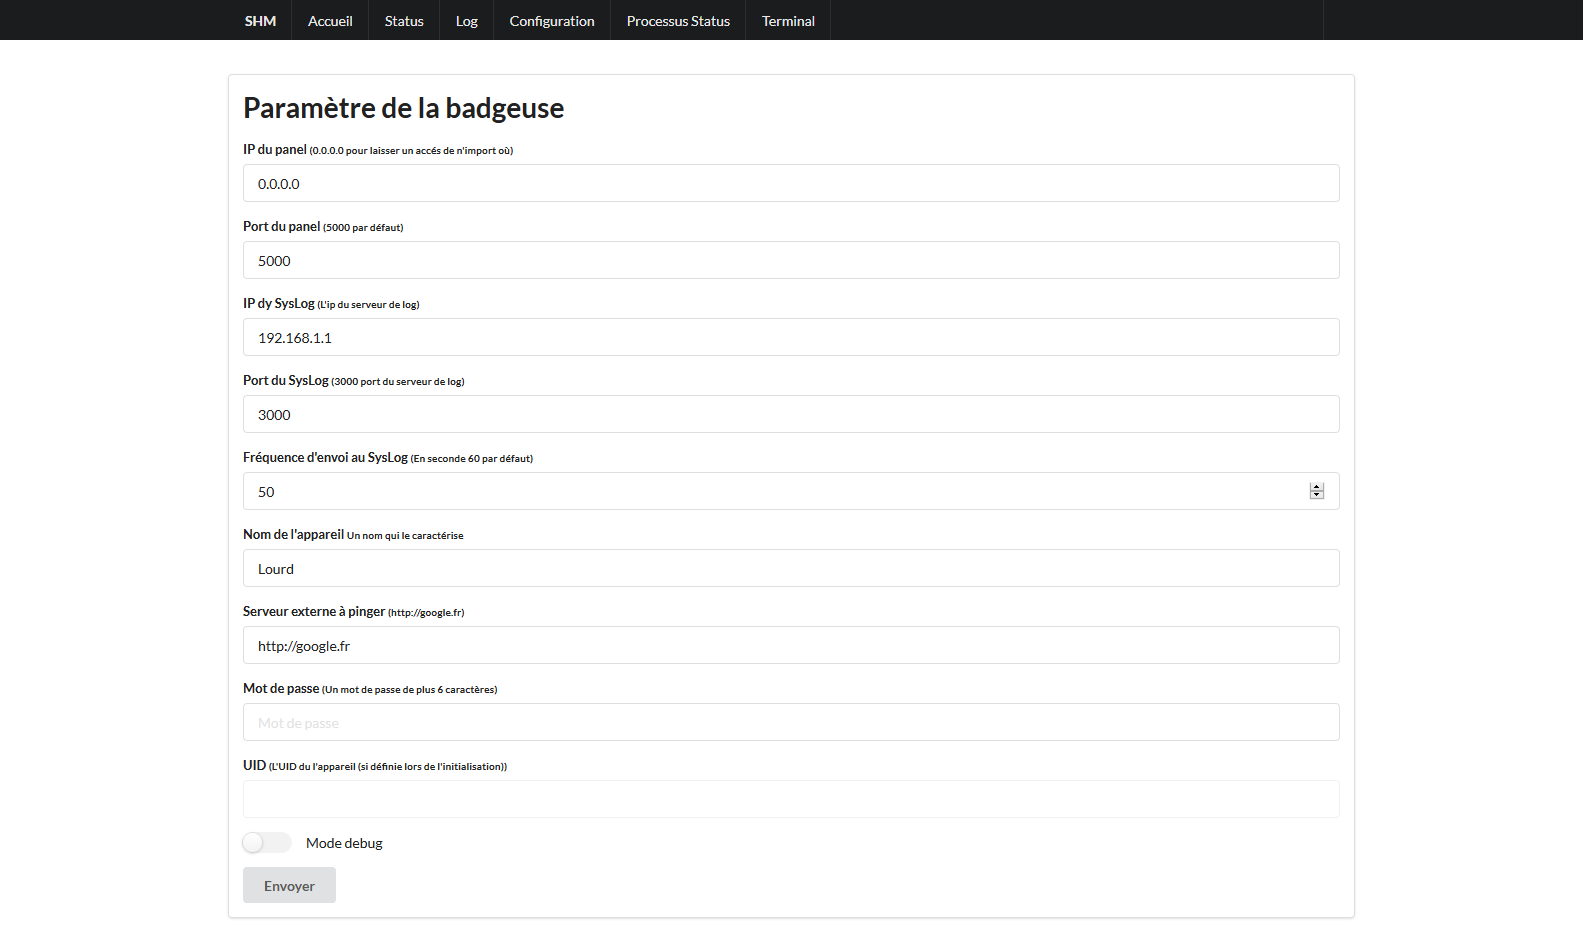 SHM Accueil Status Log Configuration Processus Status Terminal
Paramètre de la badgeuse
IP du panel (0.0.0.0 pour laisser un accés de n'import où)
0.0.0.0
Port du panel (5000 par défaut)
5000
IP dy SysLog (L'ip du serveur de log)
192.168.1.1
Port du SysLog (3000 port du serveur de log)
3000
Fréquence d'envoi au SysLog (En seconde 60 par défaut)
50
Nom de l'appareil Un nom qui le caractérise
Lourd
Serveur externe à pinger (http://google.fr)
http://google.fr
Mot de passe (Un mot de passe de plus 6 caractères)
Mot de passe
UID (L'UID du l'appareil (si définie lors de l'initialisation))
Mode debug
Envoyer